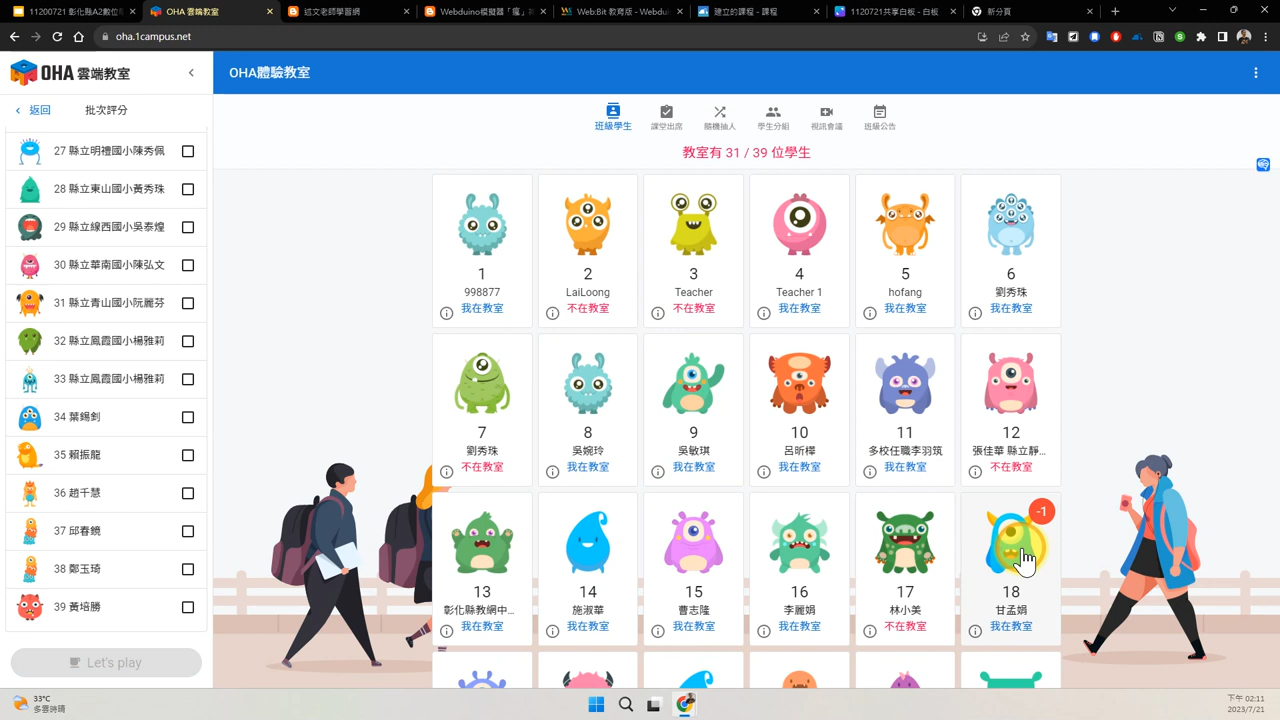 11200721 彰化縣A2數位學
OHA 雲端教室
這文老師學習網
Webduino模擬器「瘋」
Web:Bit 教育版 - Webdui
建立的課程 - 課程
1120721共享白板 - 白板
新分頁
oha.1campus.net
OHA 雲端教室
OHA體驗教室
返回
批次評分
27 縣立明禮國小陳秀佩
28 縣立東山國小黃秀珠
29 縣立線西國小吳泰煌
30 縣立華南國小陳弘文
31 縣立青山國小阮麗芬
32 縣立鳳霞國小楊雅莉
33 縣立鳳霞國小楊雅莉
34 葉錫釗
35 賴振龍
36 趙千慧
37 邱春鏡
38 鄭玉琦
39 黃培勝
Let's play
班級學生
課堂出席
隨機抽人
學生分組
視訊會議
班級公告
教室有 31 / 39 位學生
1
998877
我在教室
2
LaiLoong
不在教室
3
Teacher
不在教室
4
Teacher 1
我在教室
5
hofang
我在教室
6
劉秀珠
我在教室
7
劉秀珠
不在教室
8
吳婉玲
我在教室
9
吳敏琪
我在教室
10
呂昕樺
我在教室
11
多校任職李羽筑
我在教室
12
張佳華 縣立靜…
不在教室
13
彰化縣教網中…
我在教室
14
施淑華
我在教室
15
曹志隆
我在教室
16
李麗娟
我在教室
17
林小美
不在教室
-1
18
甘孟娟
我在教室
33°C
多雲時晴
下午 02:11
2023/7/21